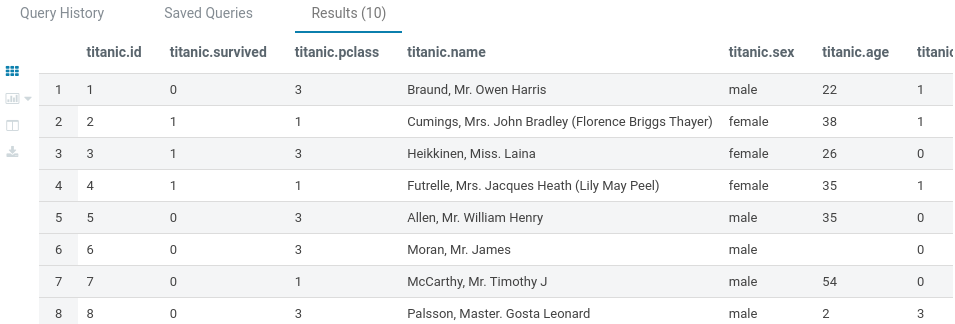 Query History Saved Queries Results (10)
titanic.id titanic.survived titanic.pclass titanic.name titanic.sex titanic.age titanic
1 1 0 3 Braund, Mr. Owen Harris male 22 1
2 2 1 1 Cumings, Mrs. John Bradley (Florence Briggs Thayer) female 38 1
3 3 1 3 Heikkinen, Miss. Laina female 26 0
4 4 1 1 Futrelle, Mrs. Jacques Heath (Lily May Peel) female 35 1
5 5 0 3 Allen, Mr. William Henry male 35 0
6 6 0 3 Moran, Mr. James male 0
7 7 0 1 McCarthy, Mr. Timothy J male 54 0
8 8 0 3 Palsson, Master. Gosta Leonard male 2 3